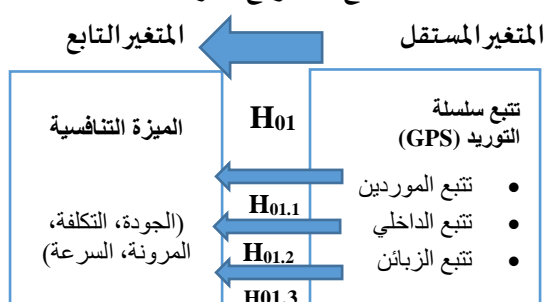 المتغير المستقل
المتغير التابع
تتبع سلسلة
التوريد (GPS)
• تتبع الموردين
• تتبع الداخلي
• تتبع الزبائن
H01
H01.1
H01.2
H01.3
الميزة التنافسية
(الجودة، التكلفة،
المرونة، السرعة)